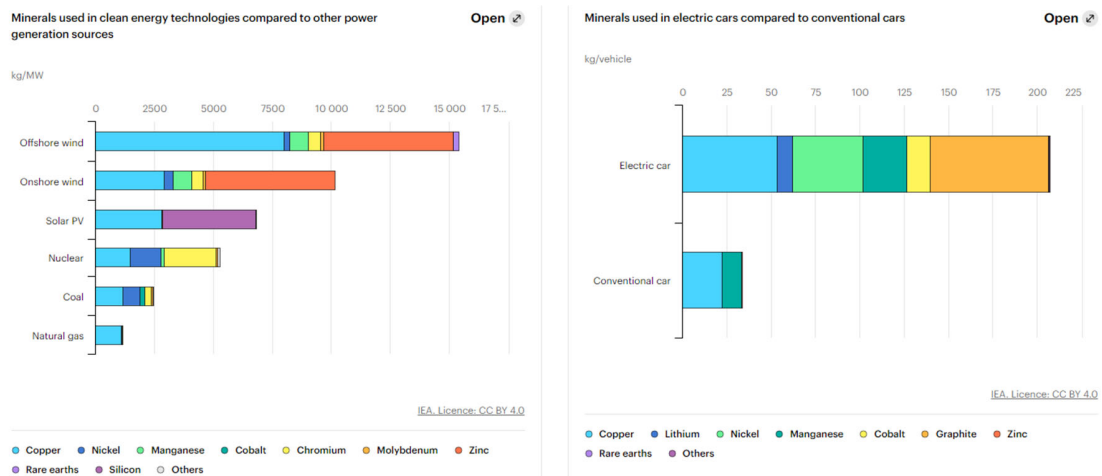 Minerals used in clean energy technologies compared to other power
generation sources
Open
kg/MW
0 2500 5000 7500 10 000 12 500 15 000 17 5...
Offshore wind
Onshore wind
Solar PV
Nuclear
Coal
Natural gas
IEA. Licence: CC BY 4.0
Copper Nickel Manganese Cobalt Chromium Molybdenum Zinc
Rare earths Silicon Others
Minerals used in electric cars compared to conventional cars
Open
kg/vehicle
0 25 50 75 100 125 150 175 200 225
Electric car
Conventional car
IEA. Licence: CC BY 4.0
Copper Lithium Nickel Manganese Cobalt Graphite Zinc
Rare earths Others